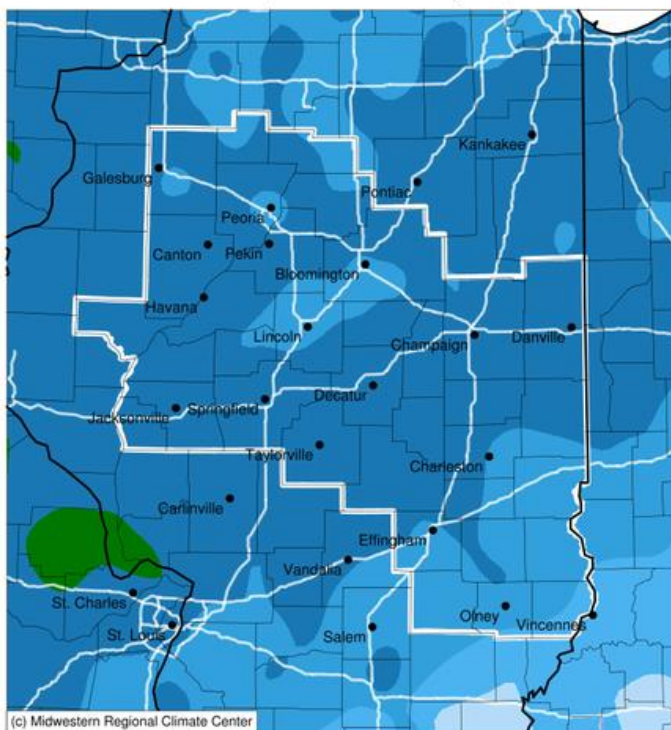 Kankakee
Galesburg
Pontiac
Peoria
Canton
Pekin
Bloomington
Havana
Lincoln
Champaign
Danville
Decatur
Jacksonville
Springfield
Taylorville
Charleston
Carlinville
Effingham
Vandalia
St. Charles
Olney
Vincennes
St. Louis
Salem
(c) Midwestern Regional Climate Center